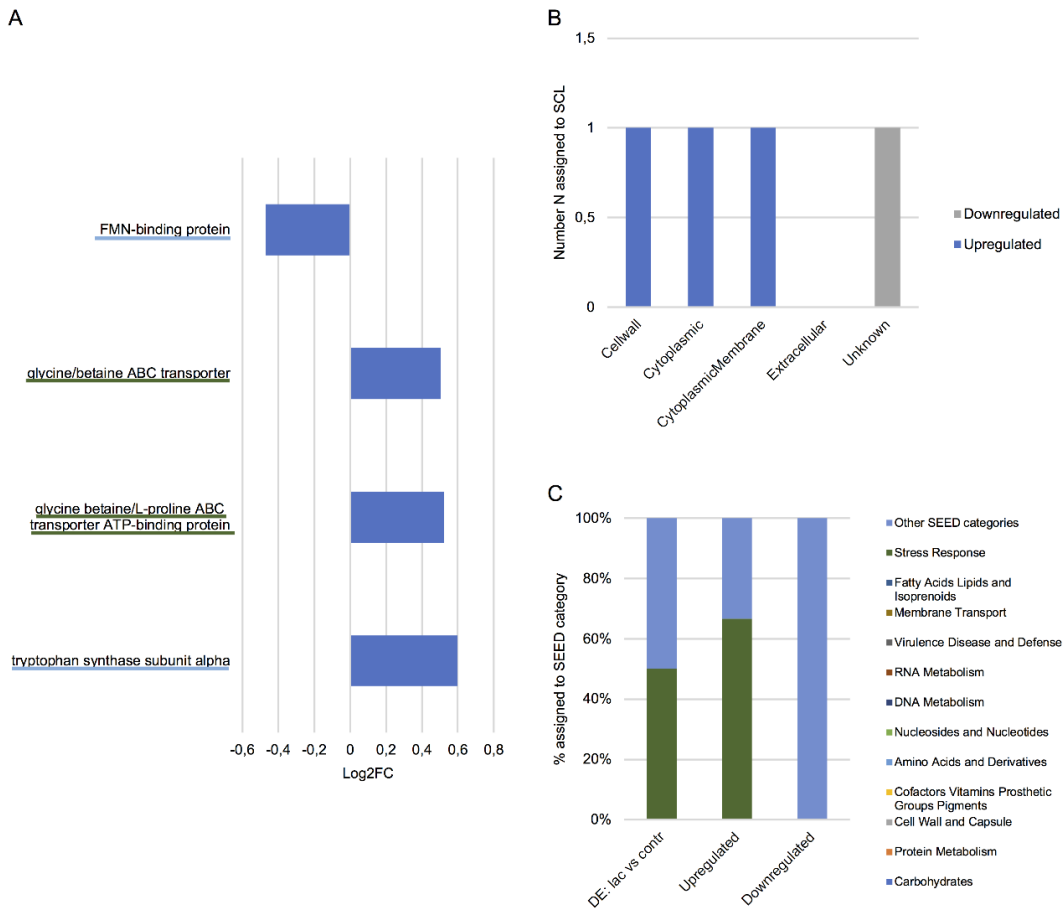 A
FMN-binding protein
glycine/betaine ABC transporter
glycine betaine/L-proline ABC
transporter ATP-binding protein
tryptophan synthase subunit alpha
-0,6 -0,4 -0,2 0 0,2 0,4 0,6 0,8
Log2FC
B
1,5
1
0,5
0
Number N assigned to SCL
Cellwall
Cytoplasmic
CytoplasmicMembrane
Extracellular
Unknown
Downregulated
Upregulated
C
100%
80%
60%
40%
20%
0%
% assigned to SEED category
DE: lac vs contr
Upregulated
Downregulated
Other SEED categories
Stress Response
Fatty Acids Lipids and
Isoprenoids
Membrane Transport
Virulence Disease and Defense
RNA Metabolism
DNA Metabolism
Nucleosides and Nucleotides
Amino Acids and Derivatives
Cofactors Vitamins Prosthetic
Groups Pigments
Cell Wall and Capsule
Protein Metabolism
Carbohydrates